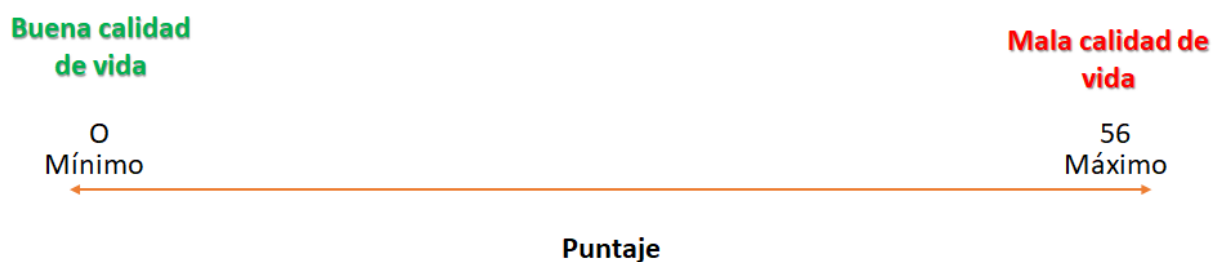 Buena calidad
de vida
Mala calidad de
vida
O
Mínimo
56
Máximo
Puntaje